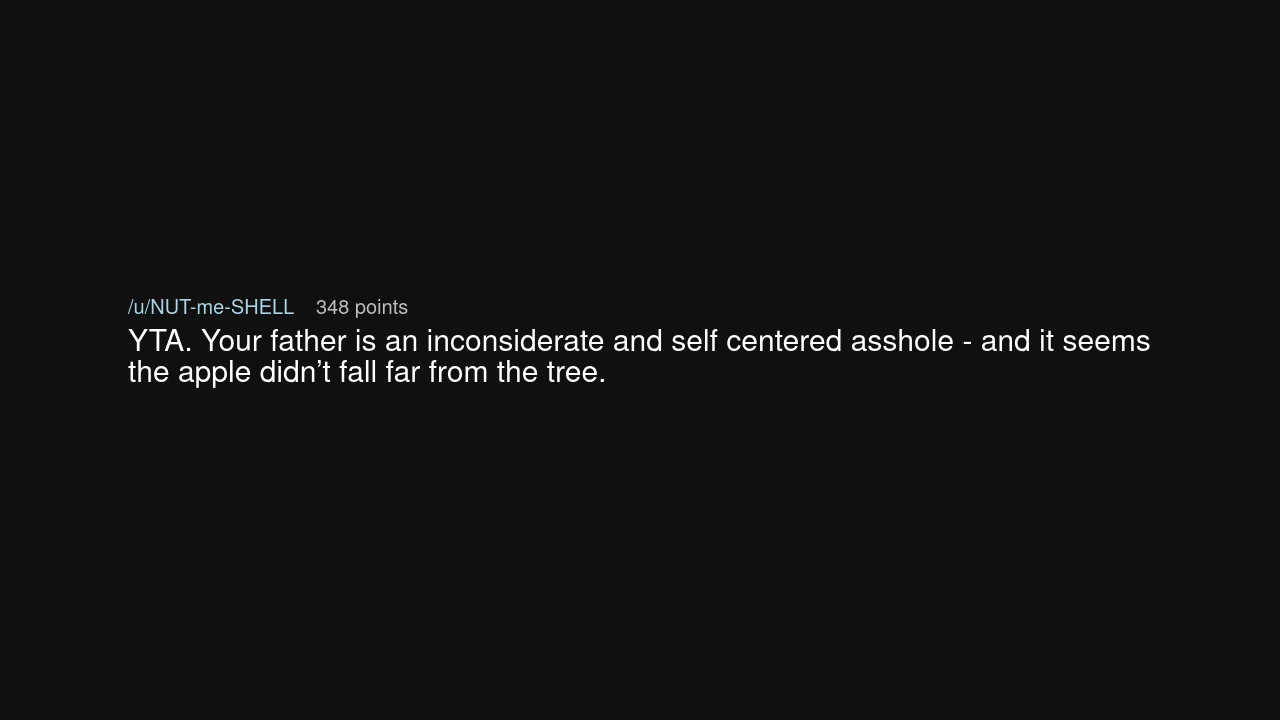 /u/NUT-me-SHELL 348 points
YTA. Your father is an inconsiderate and self centered asshole - and it seems
the apple didn’t fall far from the tree.